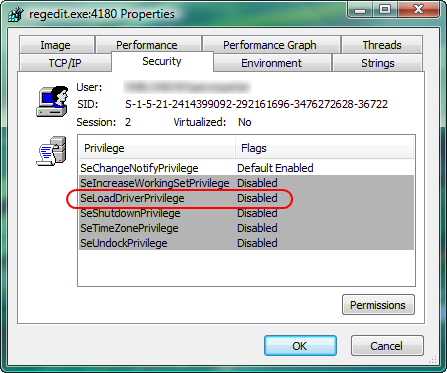 regedit.exe:4180 Properties
Image Performance Performance Graph Threads
TCP/IP Security Environment Strings
User:
SID: S-1-5-21-2414399092-292161696-3476272628-36722
Session: 2 Virtualized: No
Privilege Flags
SeChangeNotifyPrivilege Default Enabled
SeIncreaseWorkingSetPrivilege Disabled
SeLoadDriverPrivilege Disabled
SeShutdownPrivilege Disabled
SeTimeZonePrivilege Disabled
SeUndockPrivilege Disabled
Permissions
OK Cancel